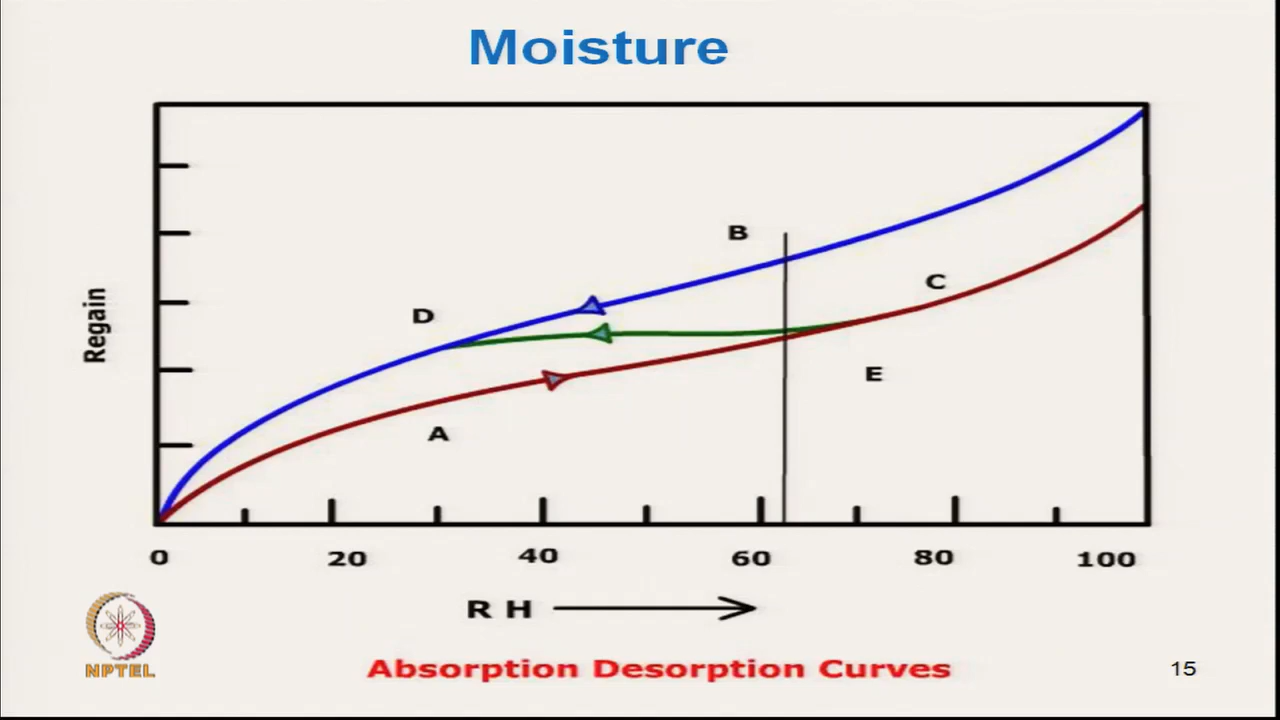 Moisture
B
C
D
Regain
E
A
0 20 40 60 80 100
R H
NPTEL
Absorption Desorption Curves
15